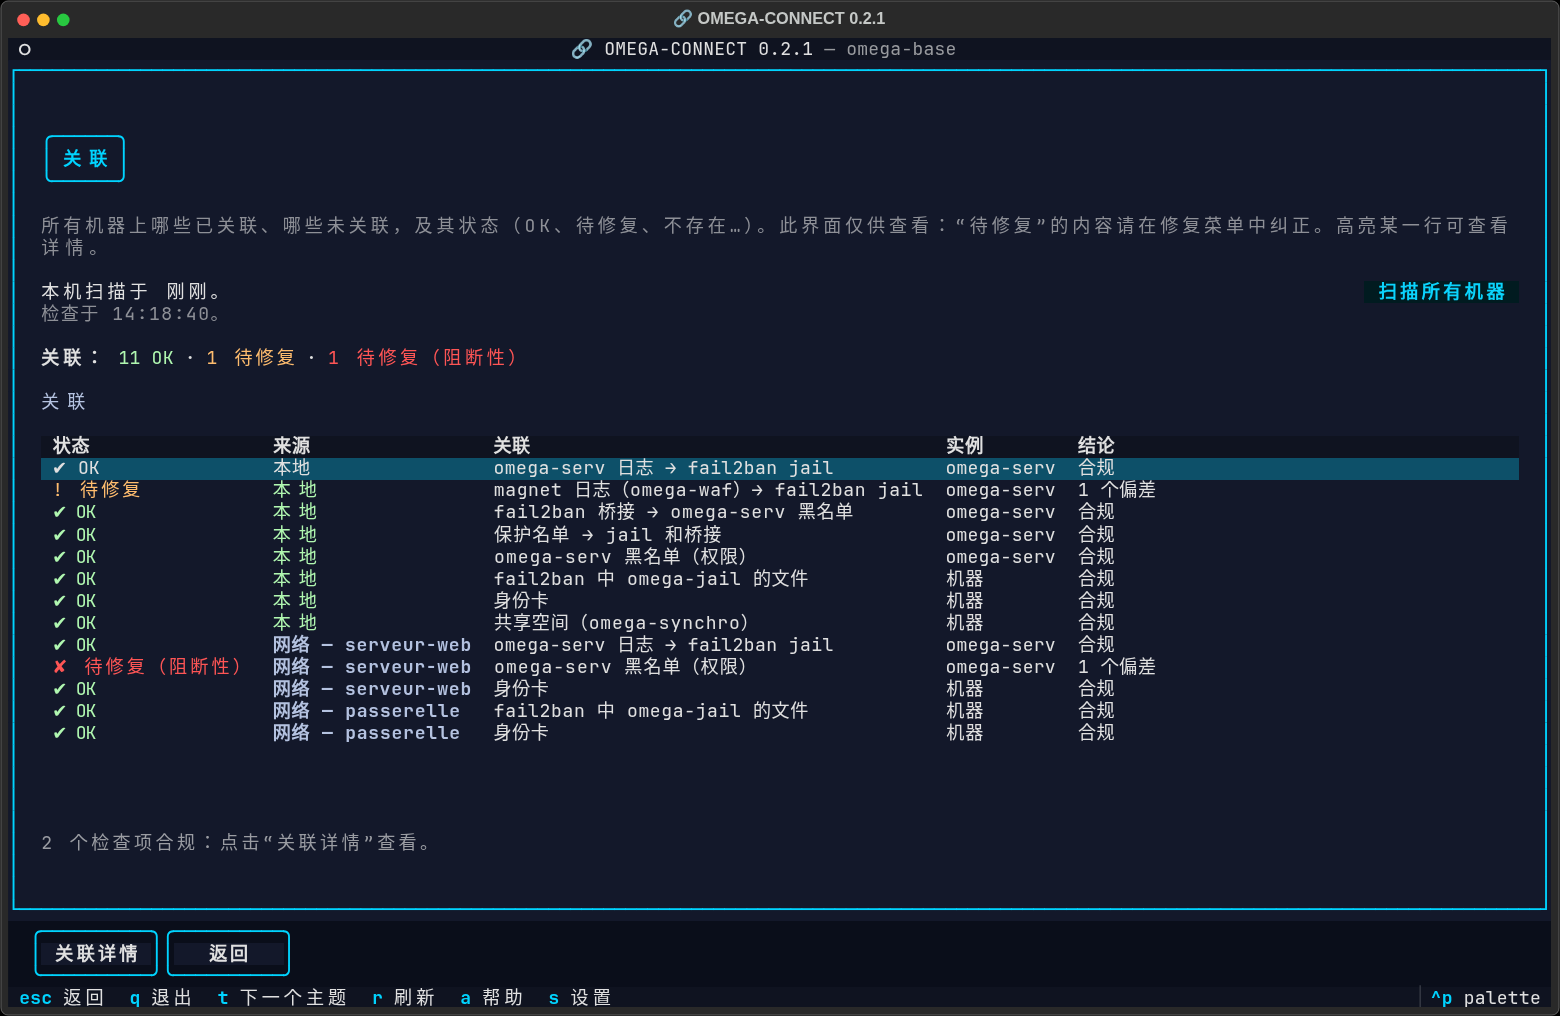 🔗 OMEGA-CONNECT 0.2.1
🔗 OMEGA-CONNECT 0.2.1 — omega-base
关联
所有机器上哪些已关联、哪些未关联，及其状态（OK、待修复、不存在…）。此界面仅供查看：“待修复”的内容请在修复菜单中纠正。高亮某一行可查看
详情。
本机扫描于 刚刚。 扫描所有机器
检查于 14:18:40。
关联： 11 OK · 1 待修复 · 1 待修复（阻断性）
关联
状态 来源 关联 实例 结论
✔ OK 本地 omega-serv 日志 → fail2ban jail omega-serv 合规
! 待修复 本地 magnet 日志（omega-waf）→ fail2ban jail omega-serv 1 个偏差
✔ OK 本地 fail2ban 桥接 → omega-serv 黑名单 omega-serv 合规
✔ OK 本地 保护名单 → jail 和桥接 omega-serv 合规
✔ OK 本地 omega-serv 黑名单（权限） omega-serv 合规
✔ OK 本地 fail2ban 中 omega-jail 的文件 机器 合规
✔ OK 本地 身份卡 机器 合规
✔ OK 本地 共享空间（omega-synchro） 机器 合规
✔ OK 网络 — serveur-web omega-serv 日志 → fail2ban jail omega-serv 合规
✘ 待修复（阻断性） 网络 — serveur-web omega-serv 黑名单（权限） omega-serv 1 个偏差
✔ OK 网络 — serveur-web 身份卡 机器 合规
✔ OK 网络 — passerelle fail2ban 中 omega-jail 的文件 机器 合规
✔ OK 网络 — passerelle 身份卡 机器 合规
2 个检查项合规：点击“关联详情”查看。
关联详情 返回
esc 返回 q 退出 t 下一个主题 r 刷新 a 帮助 s 设置 ^p palette